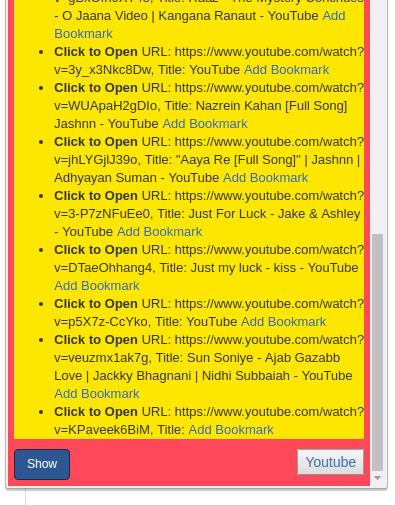 - O Jaana Video | Kangana Ranaut - YouTube Add
Bookmark
Click to Open URL: https://www.youtube.com/watch?
v=3y_x3Nkc8Dw, Title: YouTube Add Bookmark
Click to Open URL: https://www.youtube.com/watch?
v=WUApaH2gDIo, Title: Nazrein Kahan [Full Song]
Jashnn - YouTube Add Bookmark
Click to Open URL: https://www.youtube.com/watch?
v=jhLYGjlJ39o, Title: "Aaya Re [Full Song]" | Jashnn |
Adhyayan Suman - YouTube Add Bookmark
Click to Open URL: https://www.youtube.com/watch?
v=3-P7zNFuEe0, Title: Just For Luck - Jake & Ashley
- YouTube Add Bookmark
Click to Open URL: https://www.youtube.com/watch?
v=DTaeOhhang4, Title: Just my luck - kiss - YouTube
Add Bookmark
Click to Open URL: https://www.youtube.com/watch?
v=p5X7z-CcYko, Title: YouTube Add Bookmark
Click to Open URL: https://www.youtube.com/watch?
v=veuzmx1ak7g, Title: Sun Soniye - Ajab Gazabb
Love | Jackky Bhagnani | Nidhi Subbaiah - YouTube
Add Bookmark
Click to Open URL: https://www.youtube.com/watch?
v=KPaveek6BiM, Title: Add Bookmark
Show
Youtube